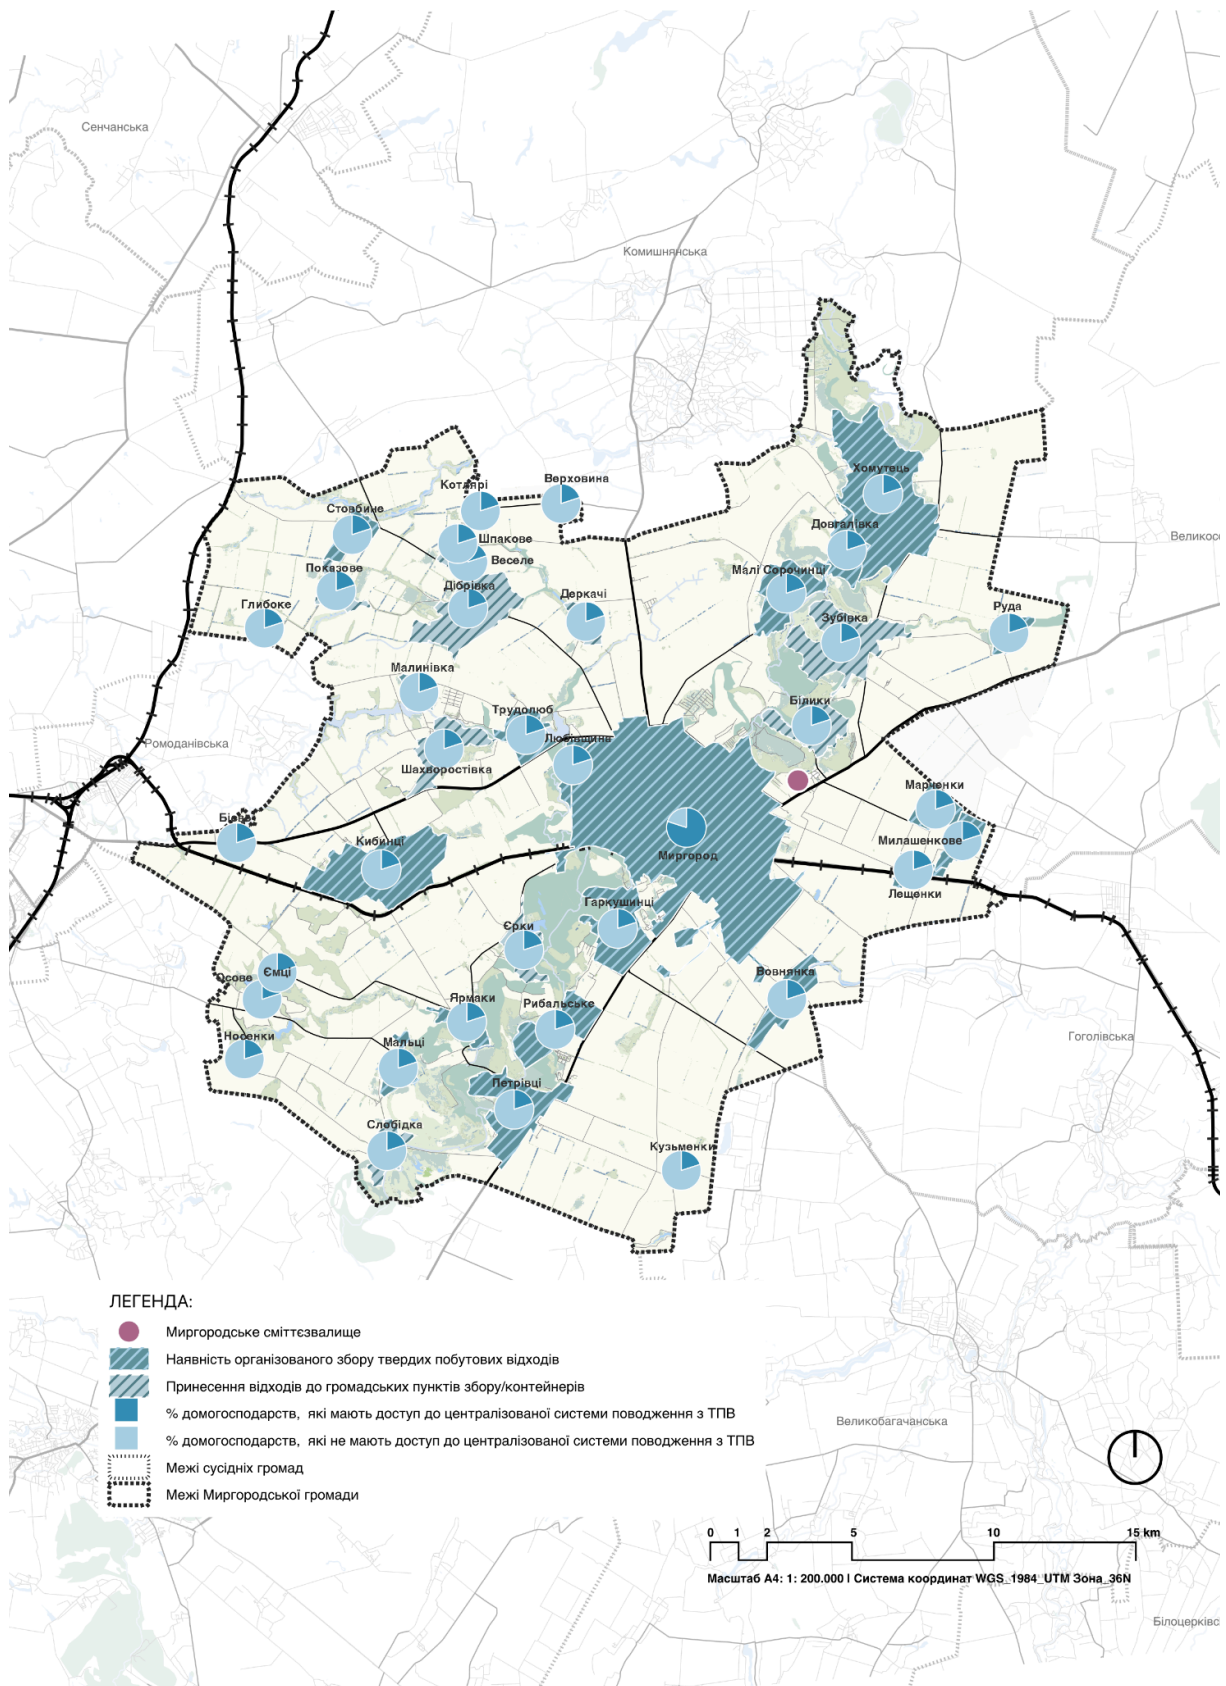 Сенчанська
Комишнянська
Хомутець
Верховина
Котлярі
Стовбине
Довгалівка
Великосо
Шпакове
Веселе
Показове
Малі Сорочинці
Дібрівка
Деркачі
Глибоке
Руда
Зубівка
Малинівка
Білики
Трудолюб
Любівщина
Ромоданівська
Шахворостівка
Марченки
Кибинці
Милашенкове
Миргород
Лещенки
Гаркушинці
Єрки
Вовнянка
Ємці
Осове
Ярмаки
Рибальське
Носенки
Мальці
Гоголівська
Петрівці
Слобідка
Кузьменки
ЛЕГЕНДА:
Миргородське сміттєзвалище
Наявність організованого збору твердих побутових відходів
Принесення відходів до громадських пунктів збору/контейнерів
% домогосподарств, які мають доступ до централізованої системи поводження з ТПВ
% домогосподарств, які не мають доступ до централізованої системи поводження з ТПВ
Межі сусідніх громад
Межі Миргородської громади
Великобагачанська
0 1 2 5 10 15 км
Масштаб А4: 1: 200.000 | Система координат WGS_1984_UTM Зона_36N
Білоцерківс